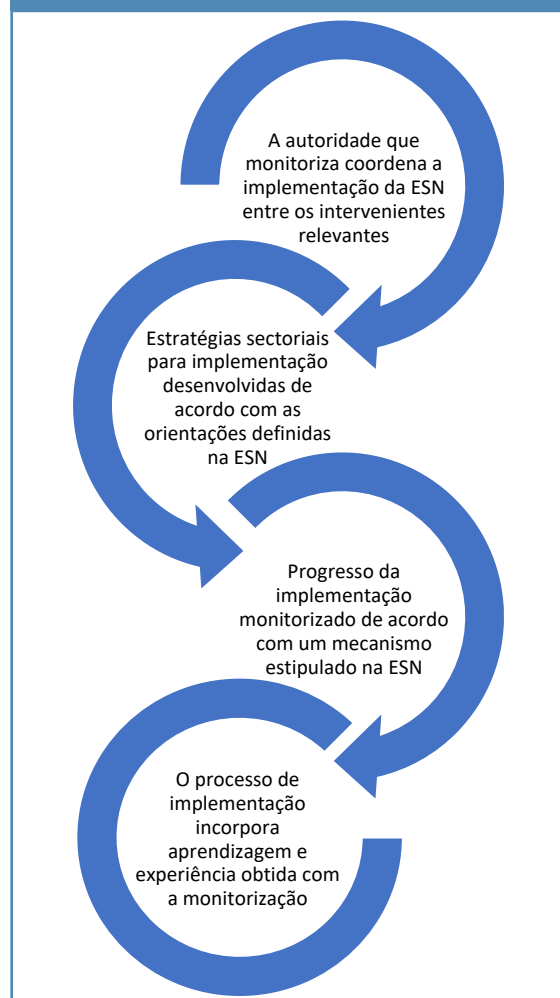 A autoridade que
monitoriza coordena a
implementação da ESN
entre os intervenientes
relevantes
Estratégias sectoriais
para implementação
desenvolvidas de
acordo com as
orientações definidas
na ESN
Progresso da
implementação
monitorizado de acordo
com um mecanismo
estipulado na ESN
O processo de
implementação
incorpora
aprendizagem e
experiência obtida com
a monitorização